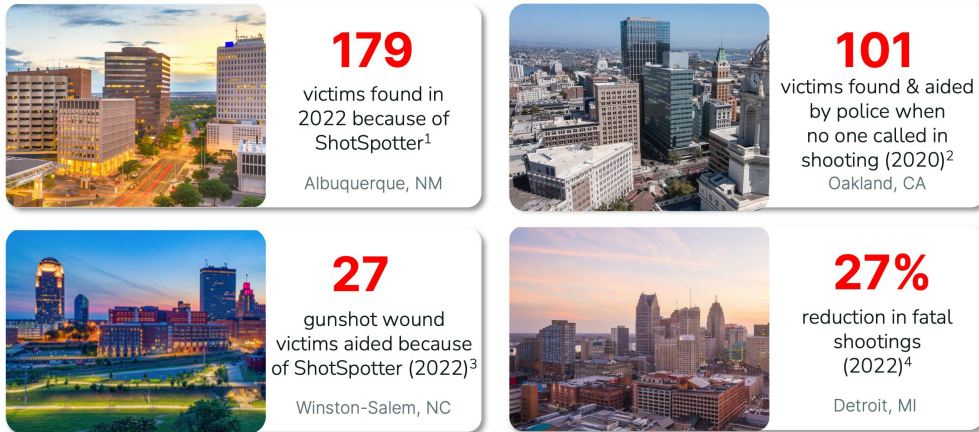 179
victims found in
2022 because of
ShotSpotter¹
Albuquerque, NM
101
victims found & aided
by police when
no one called in
shooting (2020)²
Oakland, CA
27
gunshot wound
victims aided because
of ShotSpotter (2022)³
Winston-Salem, NC
27%
reduction in fatal
shootings
(2022)⁴
Detroit, MI